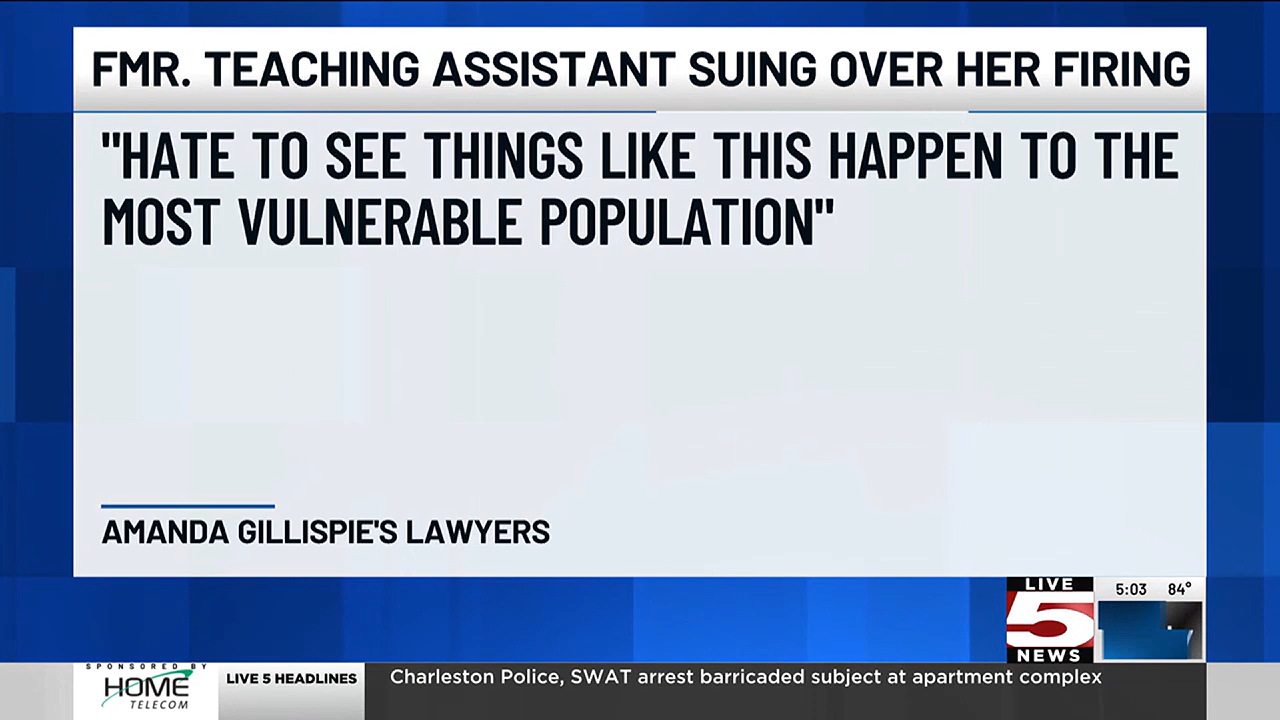 FMR. TEACHING ASSISTANT SUING OVER HER FIRING
"HATE TO SEE THINGS LIKE THIS HAPPEN TO THE
MOST VULNERABLE POPULATION"
AMANDA GILLISPIE'S LAWYERS
LIVE
5
NEWS
5:03 84°
SPONSORED BY
HOME
TELECOM
LIVE 5 HEADLINES
Charleston Police, SWAT arrest barricaded subject at apartment complex